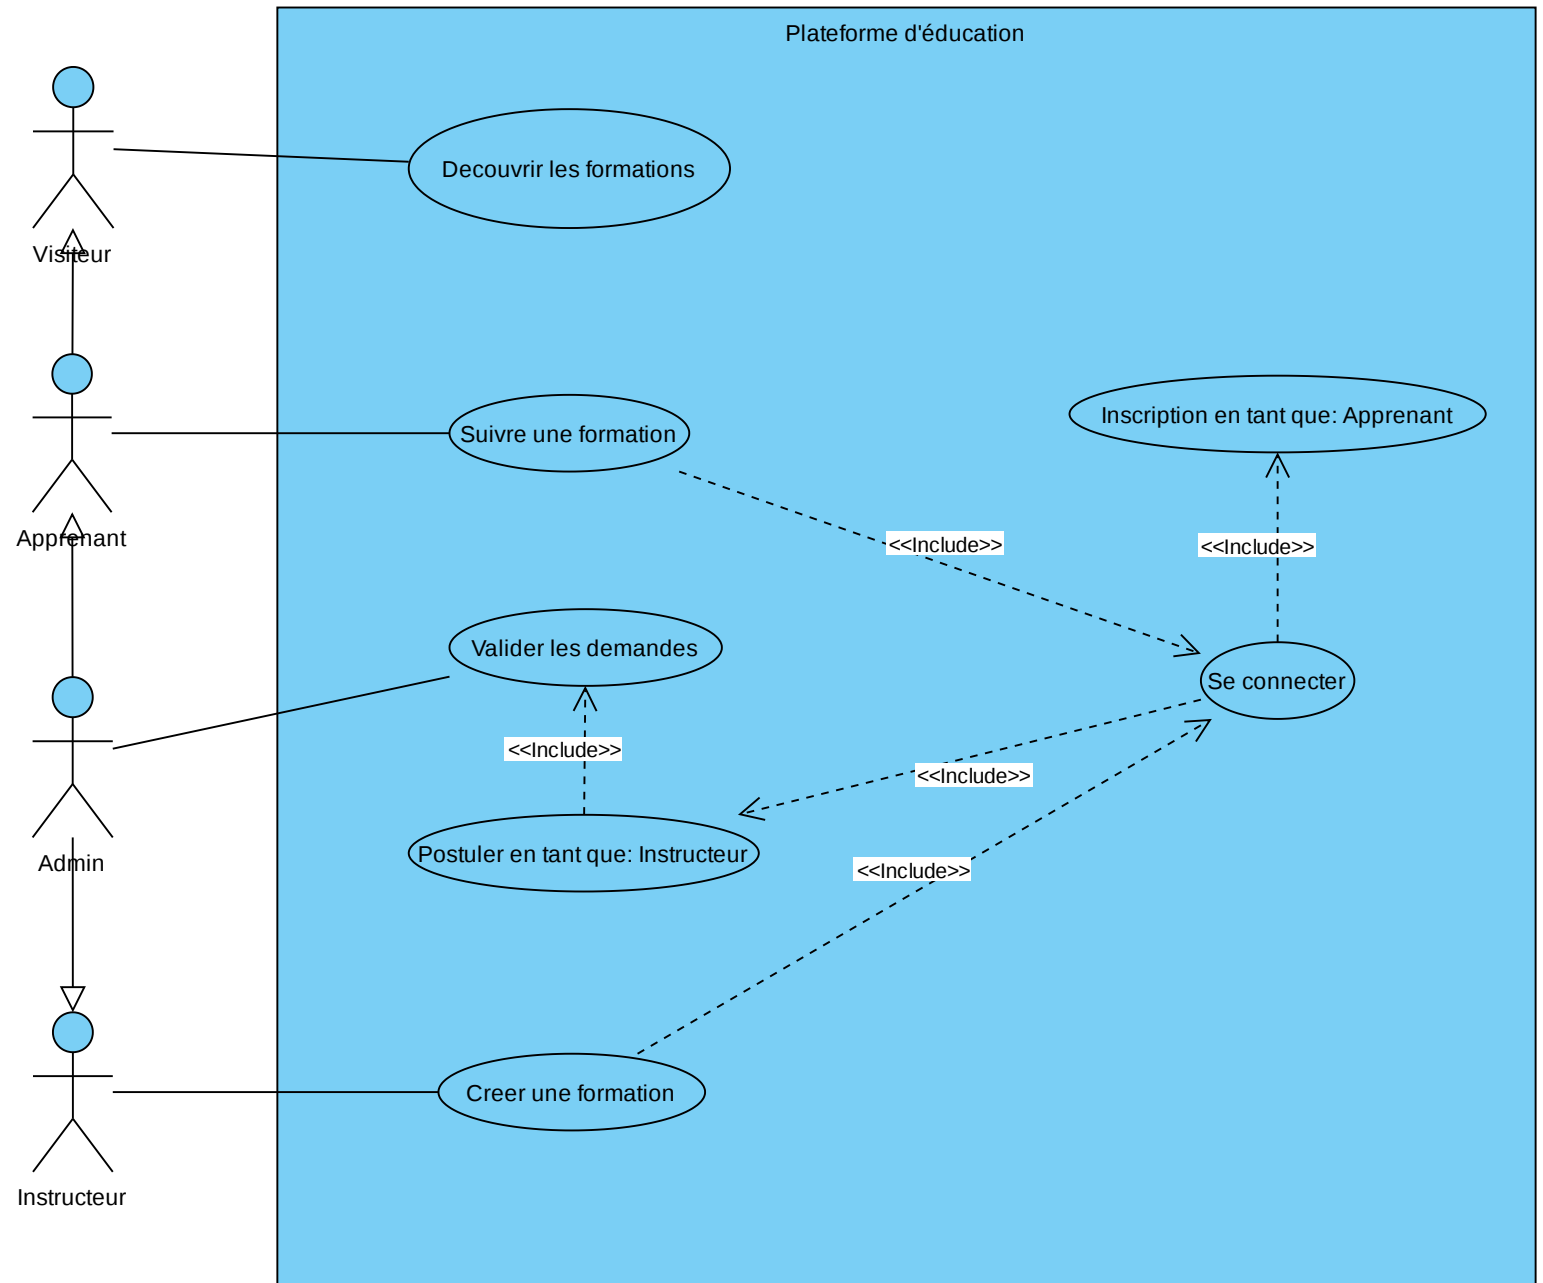 Plateforme d'éducation
Decouvrir les formations
Visiteur
Inscription en tant que: Apprenant
Suivre une formation
Apprenant
<<Include>>
<<Include>>
Valider les demandes
Se connecter
<<Include>>
<<Include>>
Postuler en tant que: Instructeur
Admin
<<Include>>
Creer une formation
Instructeur